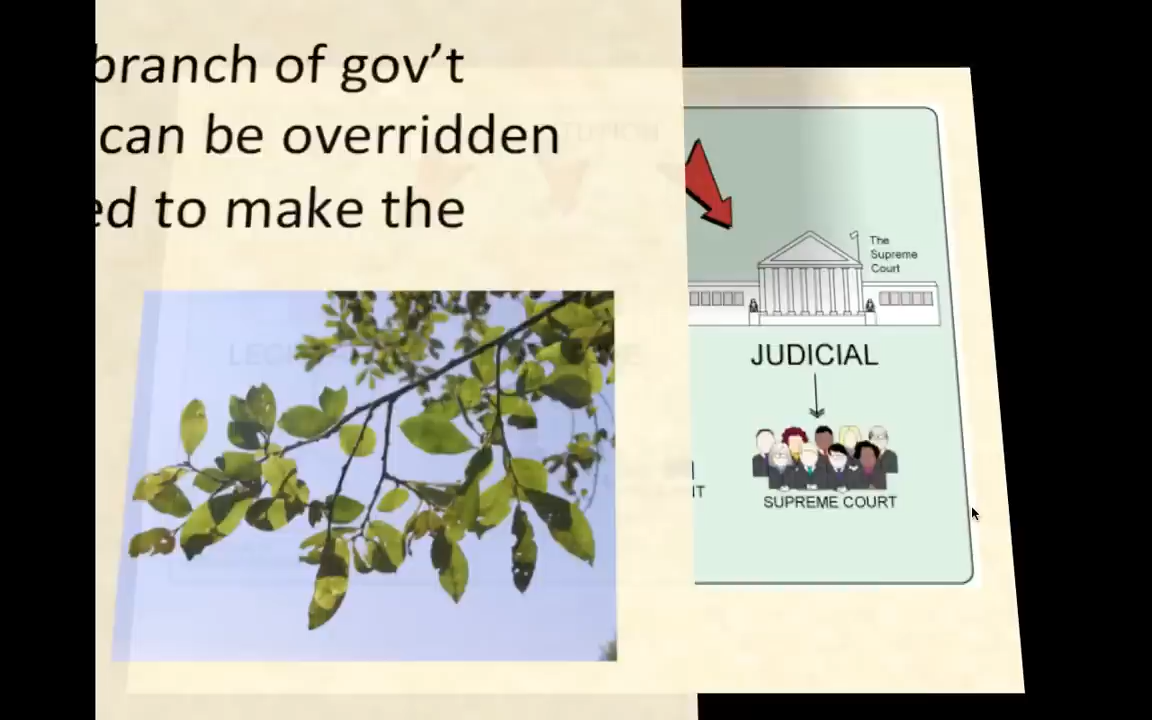 branch of gov't
can be overridden
ed to make the
The
Supreme
Court
JUDICIAL
SUPREME COURT